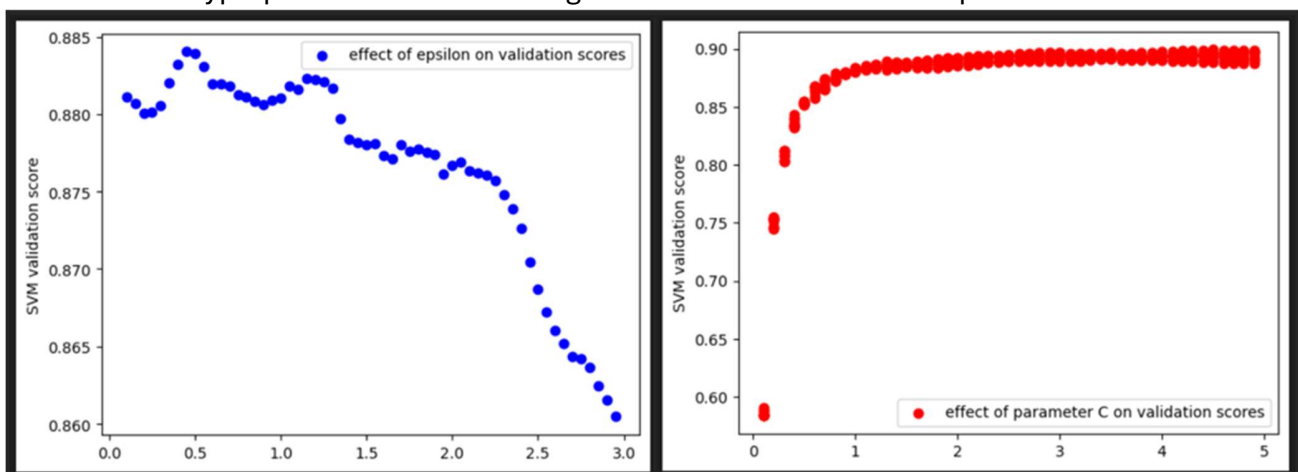 effect of epsilon on validation scores
SVM validation score
0.885
0.880
0.875
0.870
0.865
0.860
0.0 0.5 1.0 1.5 2.0 2.5 3.0
SVM validation score
0.90
0.85
0.80
0.75
0.70
0.65
0.60
effect of parameter C on validation scores
0 1 2 3 4 5